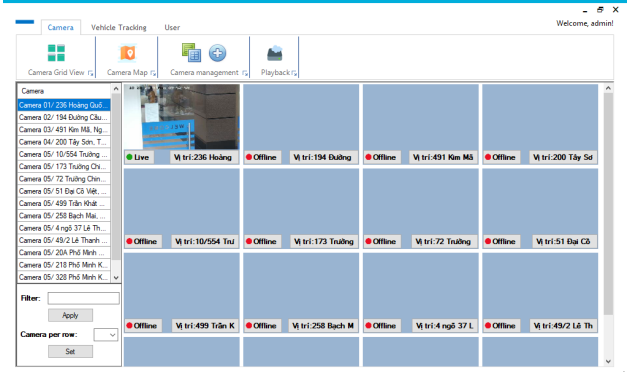 Camera Vehicle Tracking User Welcome, admin!
Camera Grid View Camera Map Camera management Playback
Camera
Camera 01/ 236 Hoàng Quố...
Camera 02/ 194 Đường Cầu...
Camera 03/ 491 Kim Mã, Ng...
Camera 04/ 200 Tây Sơn, T...
Camera 05/ 10/554 Trường ...
Camera 05/ 173 Trường Chi...
Camera 05/ 72 Trường Chin...
Camera 05/ 51 Đại Cồ Việt, ...
Camera 05/ 499 Trần Khát ...
Camera 05/ 258 Bạch Mai, ...
Camera 05/ 4 ngõ 37 Lê Th...
Camera 05/ 49/2 Lê Thanh ...
Camera 05/ 20A Phố Minh ...
Camera 05/ 218 Phố Minh K...
Camera 05/ 328 Phố Minh K...
Filter:
Apply
Camera per row:
Set
Live Vị trí:236 Hoàng Offline Vị trí:194 Đường Offline Vị trí:491 Kim Mã Offline Vị trí:200 Tây Sơ
Offline Vị trí:10/554 Trư Offline Vị trí:173 Trường Offline Vị trí:72 Trường Offline Vị trí:51 Đại Cồ
Offline Vị trí:499 Trần K Offline Vị trí:258 Bạch M Offline Vị trí:4 ngõ 37 L Offline Vị trí:49/2 Lê Th